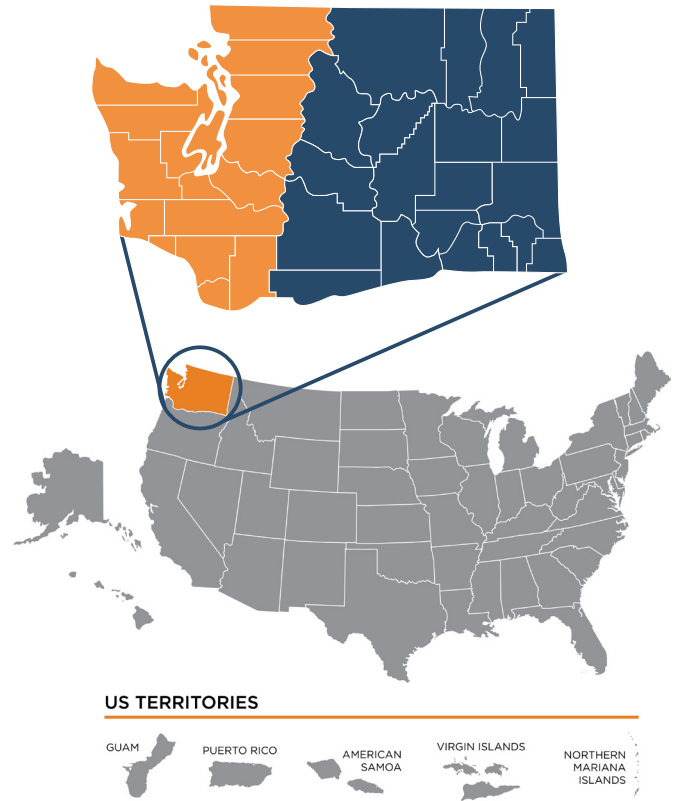 US TERRITORIES
GUAM
PUERTO RICO
AMERICAN
SAMOA
VIRGIN ISLANDS
NORTHERN
MARIANA
ISLANDS